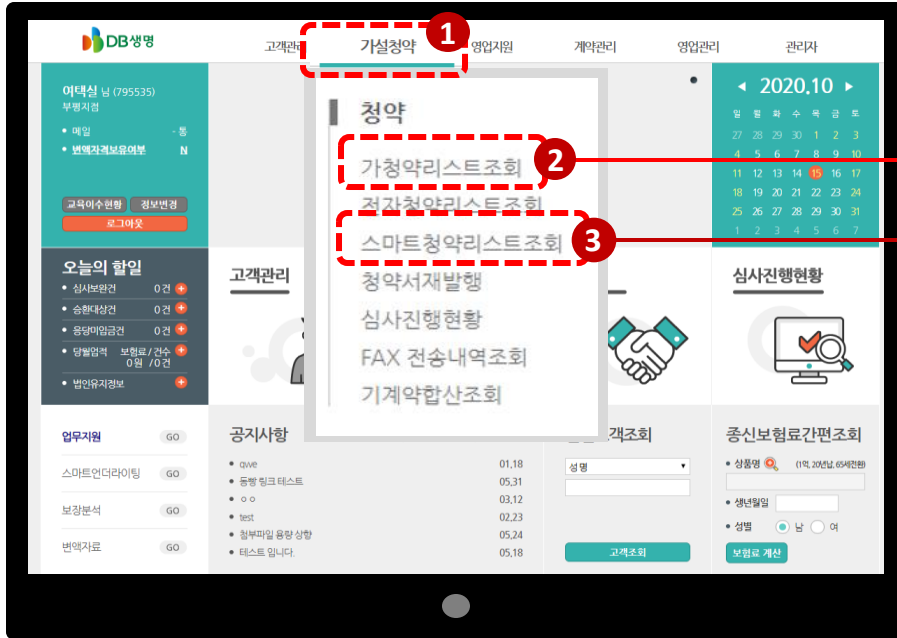 DB생명
고객관리 가설청약 영업지원 계약관리 영업관리 관리자
1
여택실 님 (795535)
부평지점
메일 - 통
변액자격보유여부 N
교육이수현황 정보변경
로그아웃
청약
가청약리스트조회
2
전자청약리스트조회
스마트청약리스트조회
3
청약서재발행
심사진행현황
FAX 전송내역조회
기계약합산조회
◀ 2020.10 ▶
일 월 화 수 목 금 토
27 28 29 30 1 2 3
4 5 6 7 8 9 10
11 12 13 14 15 16 17
18 19 20 21 22 23 24
25 26 27 28 29 30 31
1 2 3 4 5 6 7
오늘의 할일
심사보완건 0 건
승환대상건 0 건
응당미입금건 0 건
당월업적 보험료 / 건수
0 원 / 0 건
법인유지정보
고객관리
심사진행현황
업무지원 GO
스마트언더라이팅 GO
보장분석 GO
변액자료 GO
공지사항
qwe 01.18
동빵 링크 테스트 05.31
ㅇㅇ 03.12
test 02.23
첨부파일 용량 상향 05.24
테스트 입니다. 05.18
고객조회
성명
고객조회
종신보험료간편조회
상품명 (1억, 20년납, 65세전환)
생년월일
성별 남 여
보험료 계산